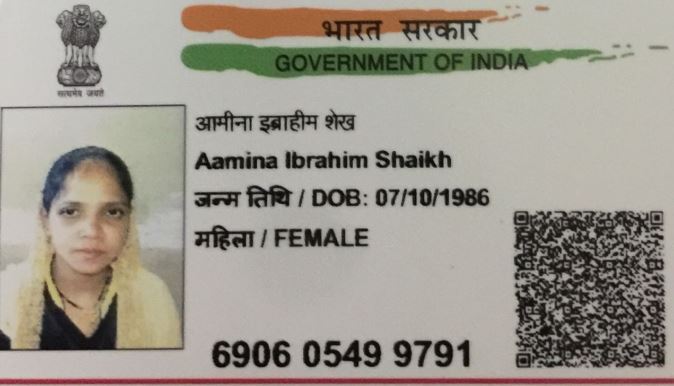 भारत सरकार
GOVERNMENT OF INDIA
सत्यमेव जयते
आमीना इब्राहीम शेख
Aamina Ibrahim Shaikh
जन्म तिथि / DOB: 07/10/1986
महिला / FEMALE
6906 0549 9791